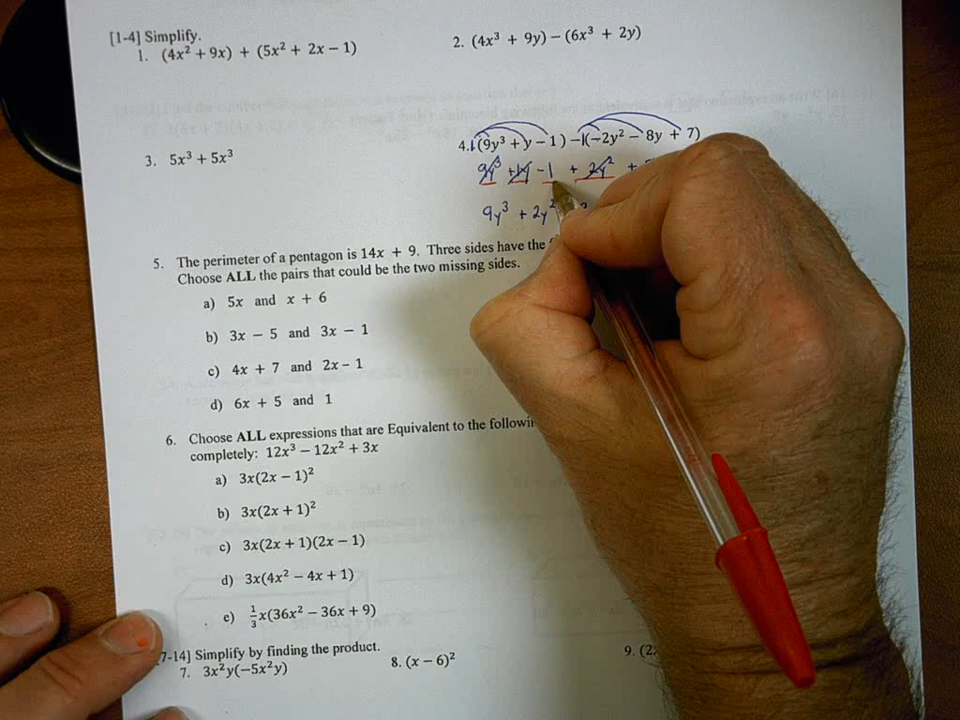 [1-4] Simplify.
1. (4x² + 9x) + (5x² + 2x − 1)
2. (4x³ + 9y) − (6x³ + 2y)
3. 5x³ + 5x³
4. 1(9y³ + y − 1) − 1(−2y² − 8y + 7)
9y³ + 1y - 1 + 2y² +
9y³ + 2y²
5. The perimeter of a pentagon is 14x + 9. Three sides have the
Choose ALL the pairs that could be the two missing sides.
a) 5x and x + 6
b) 3x − 5 and 3x − 1
c) 4x + 7 and 2x − 1
d) 6x + 5 and 1
6. Choose ALL expressions that are Equivalent to the
completely: 12x³ − 12x² + 3x
a) 3x(2x − 1)²
b) 3x(2x + 1)²
c) 3x(2x + 1)(2x − 1)
d) 3x(4x² − 4x + 1)
e) 1/3x(36x² − 36x + 9)
7-14] Simplify by finding the product.
7. 3x²y(−5x²y)
8. (x − 6)²
9. (2